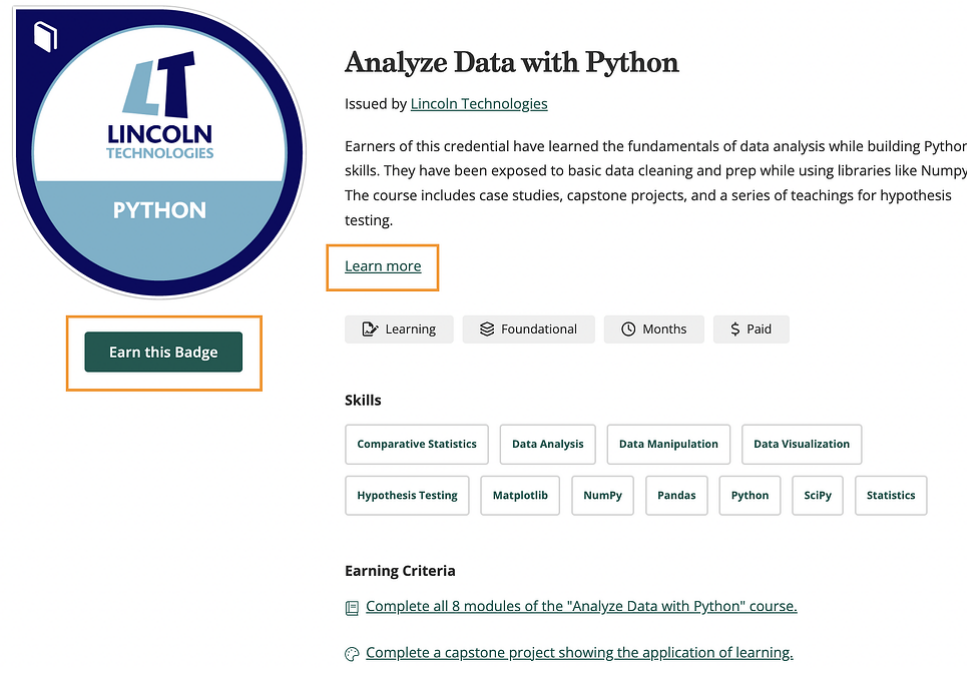 LT
LINCOLN
TECHNOLOGIES
PYTHON
Earn this Badge
Analyze Data with Python
Issued by Lincoln Technologies
Earners of this credential have learned the fundamentals of data analysis while building Python
skills. They have been exposed to basic data cleaning and prep while using libraries like Numpy
The course includes case studies, capstone projects, and a series of teachings for hypothesis
testing.
Learn more
Learning Foundational Months $ Paid
Skills
Comparative Statistics Data Analysis Data Manipulation Data Visualization
Hypothesis Testing Matplotlib NumPy Pandas Python SciPy Statistics
Earning Criteria
Complete all 8 modules of the "Analyze Data with Python" course.
Complete a capstone project showing the application of learning.